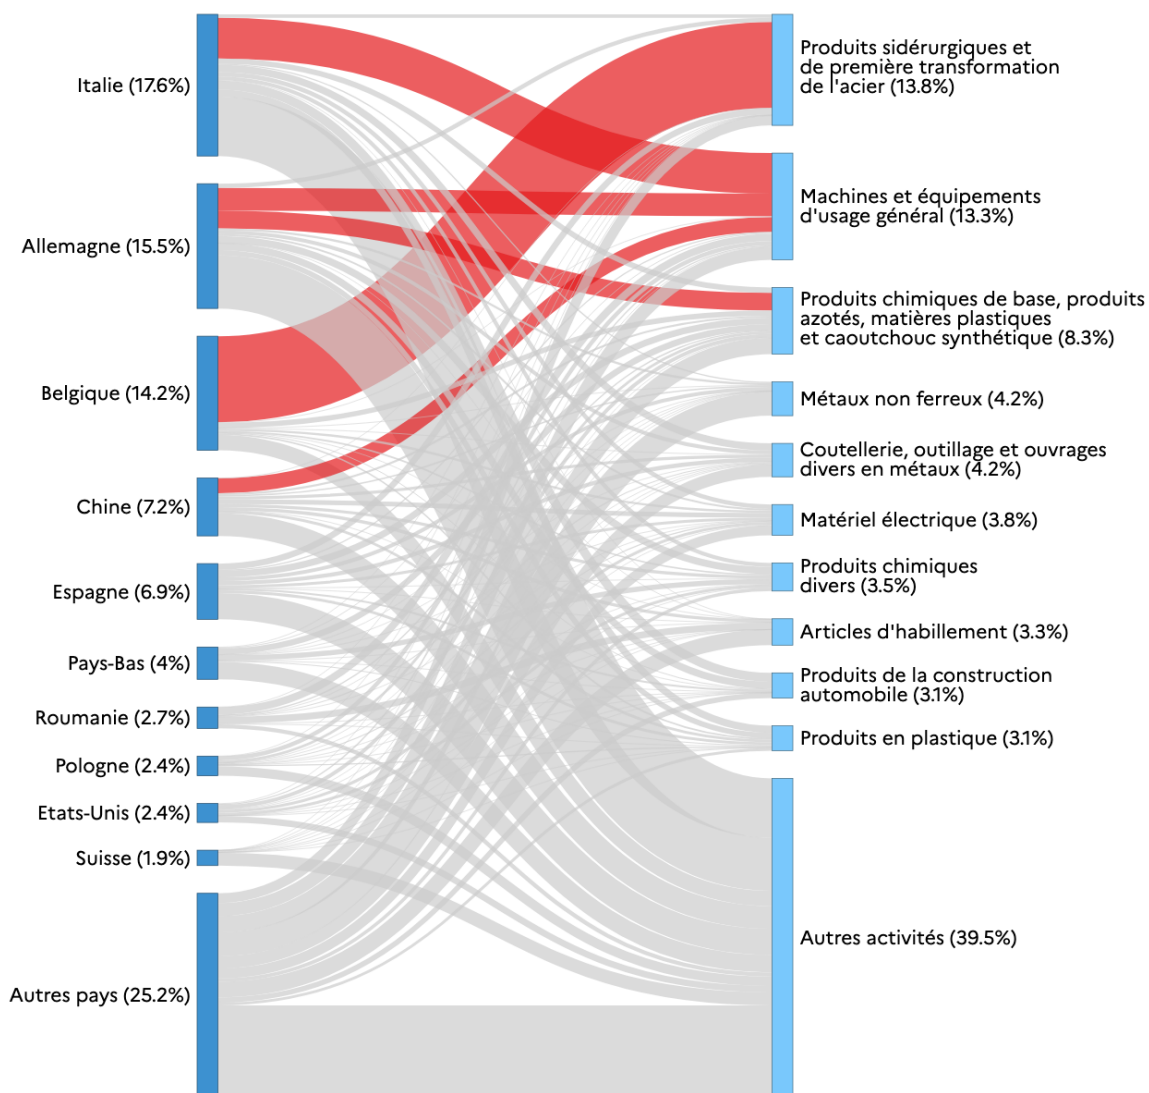 Italie (17.6%)
Allemagne (15.5%)
Belgique (14.2%)
Chine (7.2%)
Espagne (6.9%)
Pays-Bas (4%)
Roumanie (2.7%)
Pologne (2.4%)
Etats-Unis (2.4%)
Suisse (1.9%)
Autres pays (25.2%)
Produits sidérurgiques et
de première transformation
de l'acier (13.8%)
Machines et équipements
d'usage général (13.3%)
Produits chimiques de base, produits
azotés, matières plastiques
et caoutchouc synthétique (8.3%)
Métaux non ferreux (4.2%)
Coutellerie, outillage et ouvrages
divers en métaux (4.2%)
Matériel électrique (3.8%)
Produits chimiques
divers (3.5%)
Articles d'habillement (3.3%)
Produits de la construction
automobile (3.1%)
Produits en plastique (3.1%)
Autres activités (39.5%)